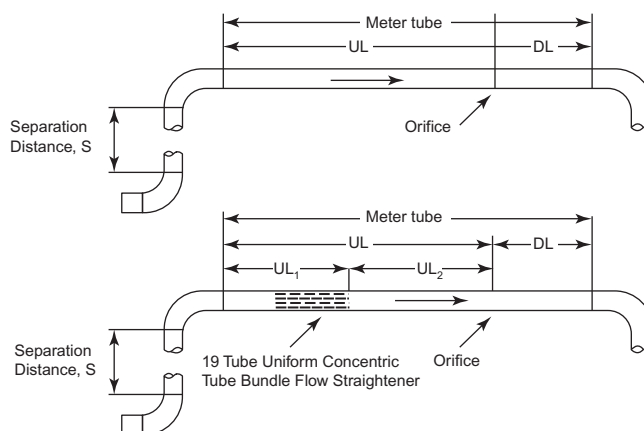 Meter tube
UL
DL
Separation
Distance, S
Orifice
Meter tube
UL
DL
UL₁
UL₂
Separation
Distance, S
19 Tube Uniform Concentric
Tube Bundle Flow Straightener
Orifice